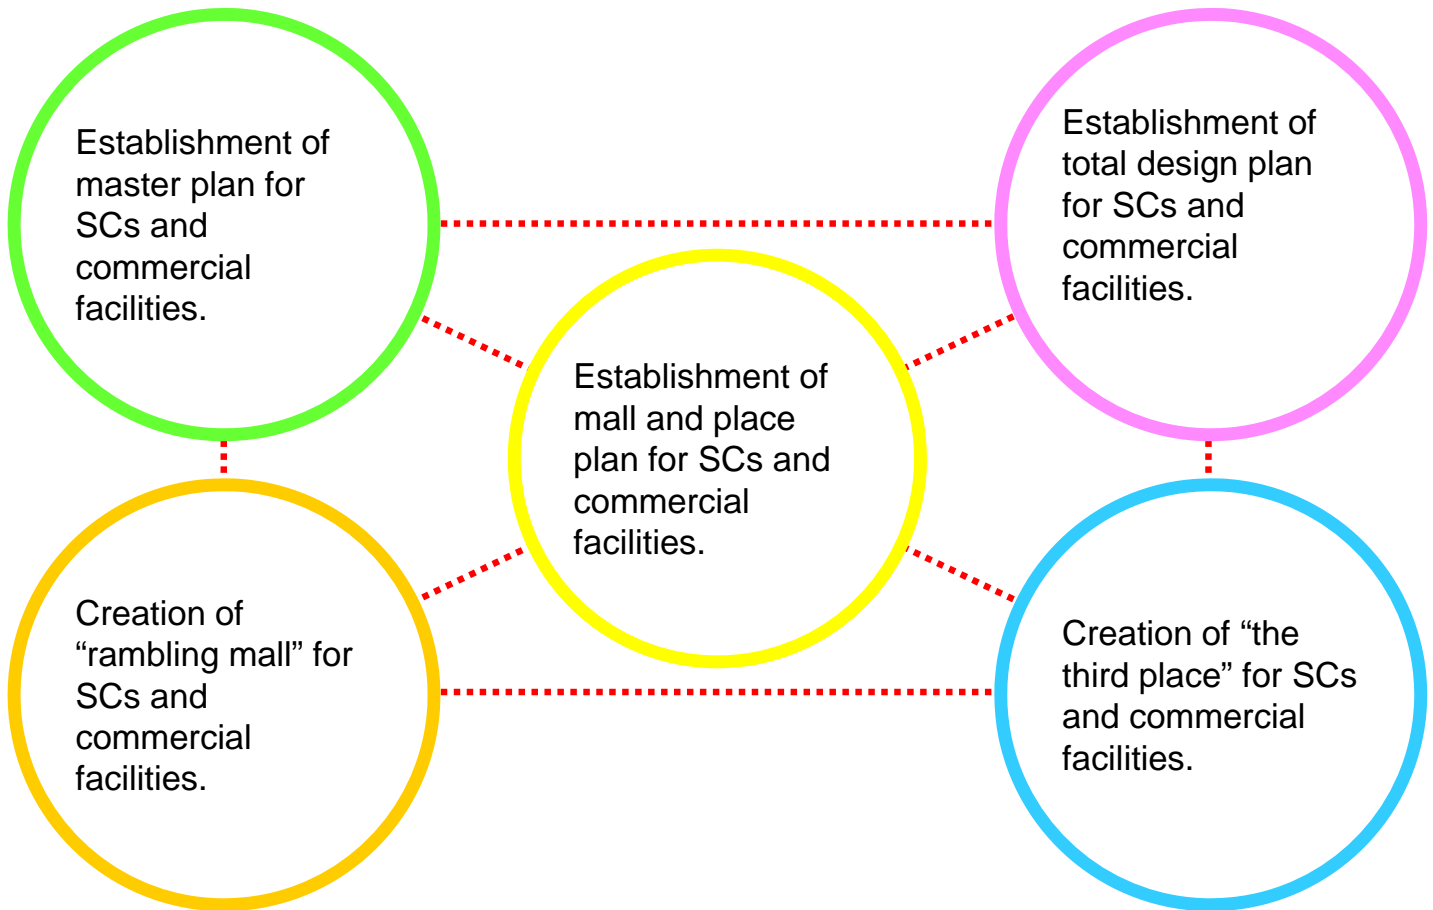 Establishment of
master plan for
SCs and
commercial
facilities.
Establishment of
total design plan
for SCs and
commercial
facilities.
Establishment of
mall and place
plan for SCs and
commercial
facilities.
Creation of
“rambling mall” for
SCs and
commercial
facilities.
Creation of “the
third place” for SCs
and commercial
facilities.